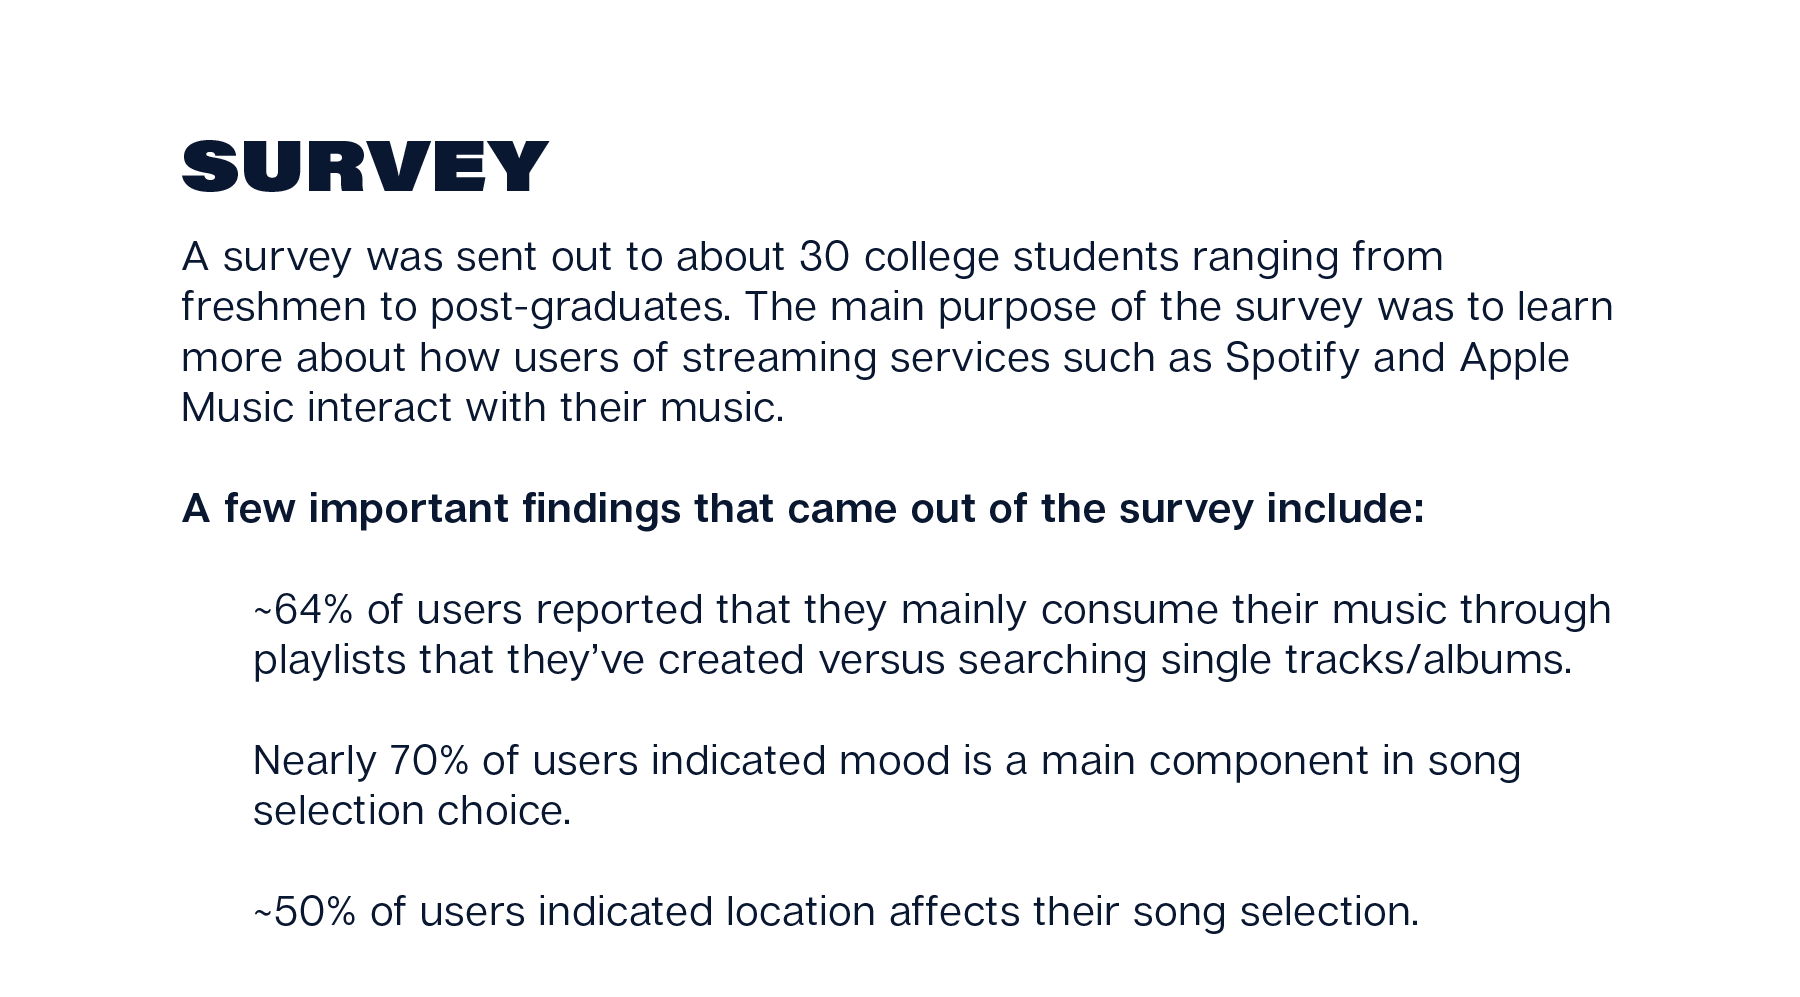 SURVEY
A survey was sent out to about 30 college students ranging from
freshmen to post-graduates. The main purpose of the survey was to learn
more about how users of streaming services such as Spotify and Apple
Music interact with their music.
A few important findings that came out of the survey include:
~64% of users reported that they mainly consume their music through
playlists that they’ve created versus searching single tracks/albums.
Nearly 70% of users indicated mood is a main component in song
selection choice.
~50% of users indicated location affects their song selection.